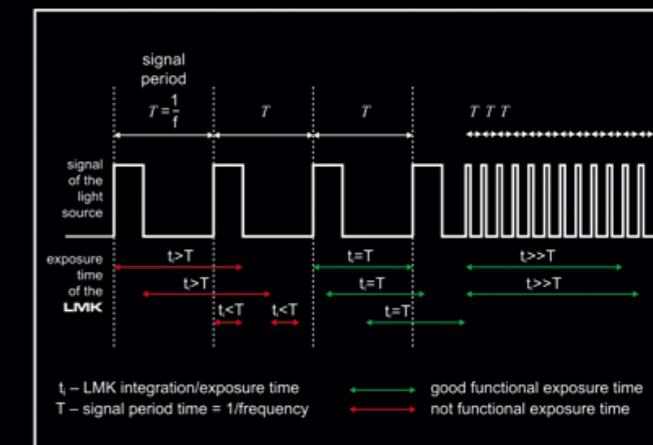 signal
period
T = 1/f
T
T
T T T
signal
of the
light
source
exposure
time
of the
LMK
tᵢ>T
tᵢ=T
tᵢ>>T
tᵢ>T
tᵢ=T
tᵢ>>T
tᵢ<T
tᵢ<T
tᵢ=T
tᵢ – LMK integration/exposure time
good functional exposure time
T – signal period time = 1/frequency
not functional exposure time